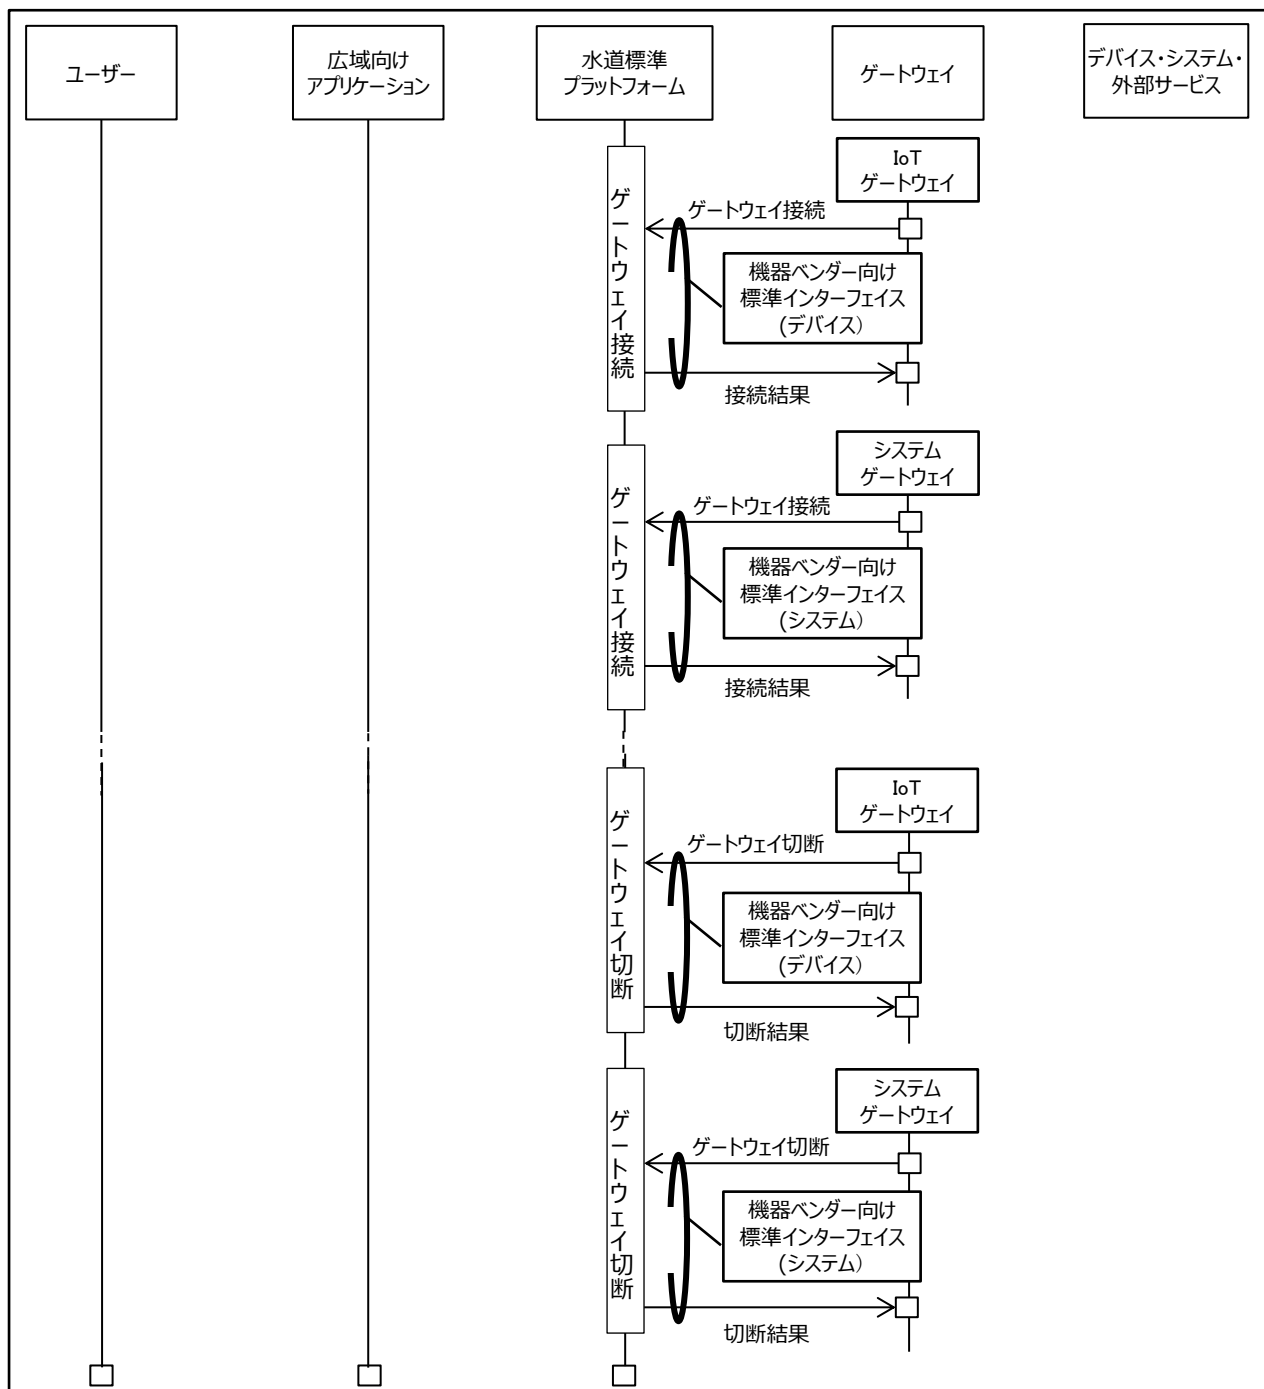 ユーザー
広域向け
アプリケーション
水道標準
プラットフォーム
ゲートウェイ
デバイス・システム・
外部サービス
IoT
ゲートウェイ
ゲートウェイ接続
ゲートウェイ接続
機器ベンダー向け
標準インターフェイス
(デバイス)
接続結果
システム
ゲートウェイ
ゲートウェイ接続
ゲートウェイ接続
機器ベンダー向け
標準インターフェイス
(システム)
接続結果
IoT
ゲートウェイ
ゲートウェイ切断
ゲートウェイ切断
機器ベンダー向け
標準インターフェイス
(デバイス)
切断結果
システム
ゲートウェイ
ゲートウェイ切断
ゲートウェイ切断
機器ベンダー向け
標準インターフェイス
(システム)
切断結果